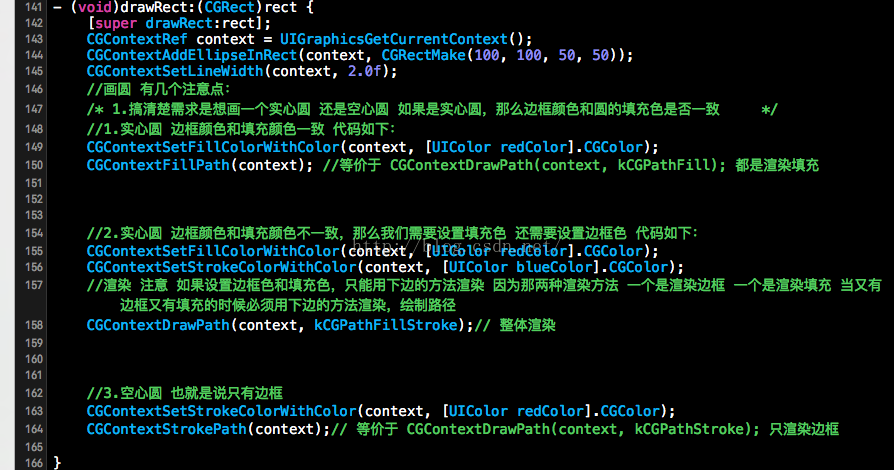 141 - (void)drawRect:(CGRect)rect {
142 [super drawRect:rect];
143 CGContextRef context = UIGraphicsGetCurrentContext();
144 CGContextAddEllipseInRect(context, CGRectMake(100, 100, 50, 50));
145 CGContextSetLineWidth(context, 2.0f);
146 //画圆 有几个注意点:
147 /* 1.搞清楚需求是想画一个实心圆 还是空心圆 如果是实心圆，那么边框颜色和圆的填充色是否一致 */
148 //1.实心圆 边框颜色和填充颜色一致 代码如下:
149 CGContextSetFillColorWithColor(context, [UIColor redColor].CGColor);
150 CGContextFillPath(context); //等价于 CGContextDrawPath(context, kCGPathFill); 都是渲染填充
151
152
153
154 //2.实心圆 边框颜色和填充颜色不一致，那么我们需要设置填充色 还需要设置边框色 代码如下:
http://blog.csdn.net/
155 CGContextSetFillColorWithColor(context, [UIColor redColor].CGColor);
156 CGContextSetStrokeColorWithColor(context, [UIColor blueColor].CGColor);
157 //渲染 注意 如果设置边框色和填充色，只能用下边的方法渲染 因为那两种渲染方法 一个是渲染边框 一个是渲染填充 当又有
边框又有填充的时候必须用下边的方法渲染，绘制路径
158 CGContextDrawPath(context, kCGPathFillStroke);// 整体渲染
159
160
161
162 //3.空心圆 也就是说只有边框
163 CGContextSetStrokeColorWithColor(context, [UIColor redColor].CGColor);
164 CGContextStrokePath(context);// 等价于 CGContextDrawPath(context, kCGPathStroke); 只渲染边框
165
166 }